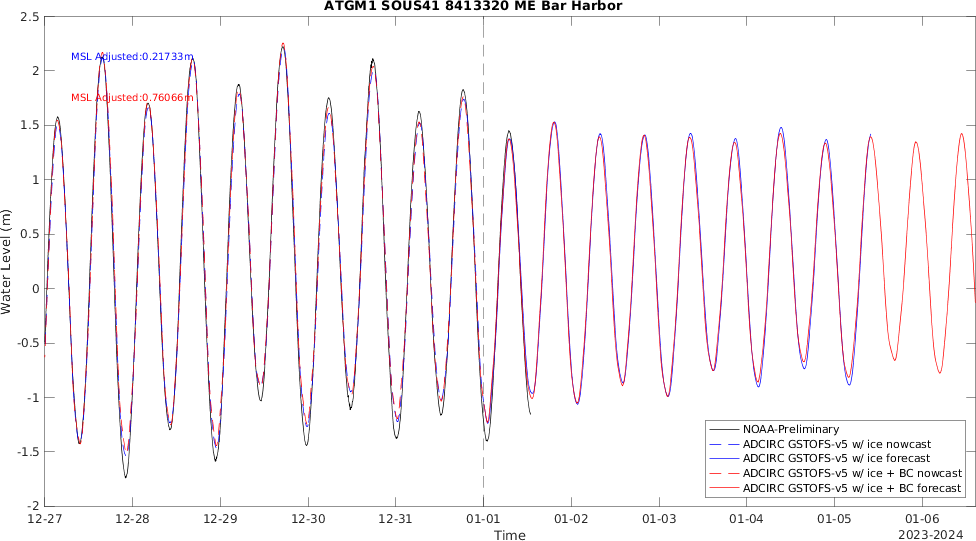 ATGM1 SOUS41 8413320 ME Bar Harbor
2.5
2
1.5
1
0.5
0
-0.5
-1
-1.5
-2
Water Level (m)
MSL Adjusted:0.21733m
MSL Adjusted:0.76066m
NOAA-Preliminary
ADCIRC GSTOFS-v5 w/ ice nowcast
ADCIRC GSTOFS-v5 w/ ice forecast
ADCIRC GSTOFS-v5 w/ ice + BC nowcast
ADCIRC GSTOFS-v5 w/ ice + BC forecast
12-27 12-28 12-29 12-30 12-31 01-01 01-02 01-03 01-04 01-05 01-06
Time
2023-2024